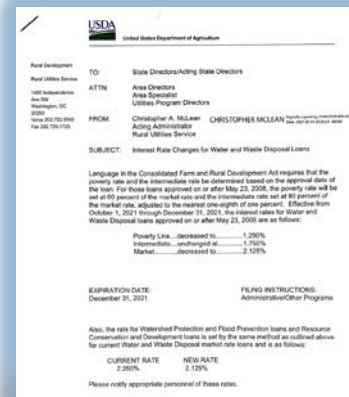 USDA
United States Department of Agriculture
Rural Development
Rural Utilities Service
1400 Independence
Ave SW
Washington, DC
20250
TO: State Directors/Acting State Directors
ATTN: Area Directors
Area Specialist
Utilities Program Directors
FROM: Christopher A. McLean CHRISTOPHER MCLEAN
Acting Administrator
Rural Utilities Service
SUBJECT: Interest Rate Changes for Water and Waste Disposal Loans
Language in the Consolidated Farm and Rural Development Act requires that the
poverty rate and the intermediate rate be determined based on the approval date of
the loan. For those loans approved on or after May 23, 2008, the poverty rate will be
set at 60 percent of the market rate and the intermediate rate set at 80 percent of
the market rate, adjusted to the nearest one-eighth of one percent. Effective from
October 1, 2021 through December 31, 2021, the interest rates for Water and
Waste Disposal loans approved on or after May 23, 2008 are as follows:
Poverty Line....decreased to..........1.250%
Intermediate...unchanged at..........1.750%
Market..........decreased to..........2.125%
EXPIRATION DATE: FILING INSTRUCTIONS:
December 31, 2021 Administrative/Other Programs
Also, the rate for Watershed Protection and Flood Prevention loans and Resource
Conservation and Development loans is set by the same method as outlined above
for current Water and Waste Disposal market rate loans and is as follows:
CURRENT RATE NEW RATE
2.250% 2.125%
Please notify appropriate personnel of these rates.